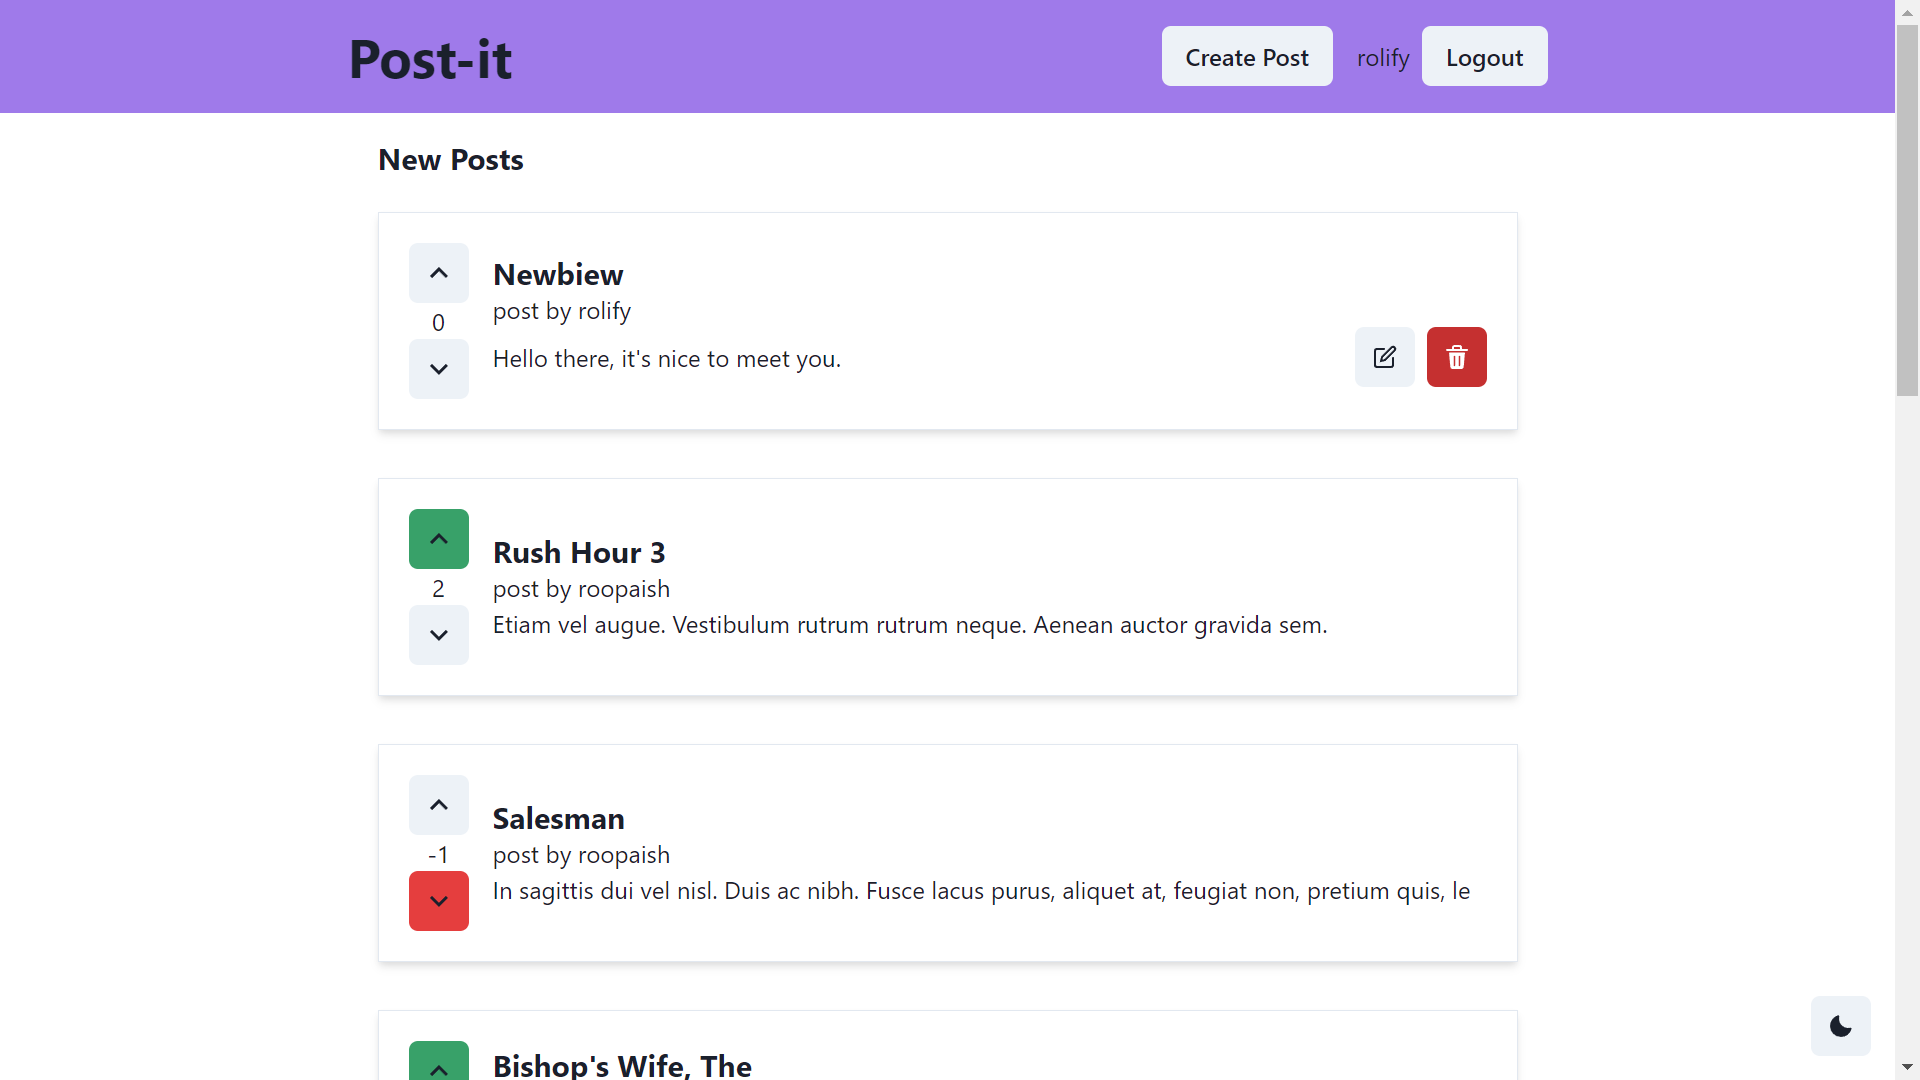 Post-it
Create Post
rolify
Logout
New Posts
Newbiew
post by rolify
0
Hello there, it's nice to meet you.
Rush Hour 3
post by roopaish
2
Etiam vel augue. Vestibulum rutrum rutrum neque. Aenean auctor gravida sem.
Salesman
post by roopaish
-1
In sagittis dui vel nisl. Duis ac nibh. Fusce lacus purus, aliquet at, feugiat non, pretium quis, le
Bishop's Wife, The